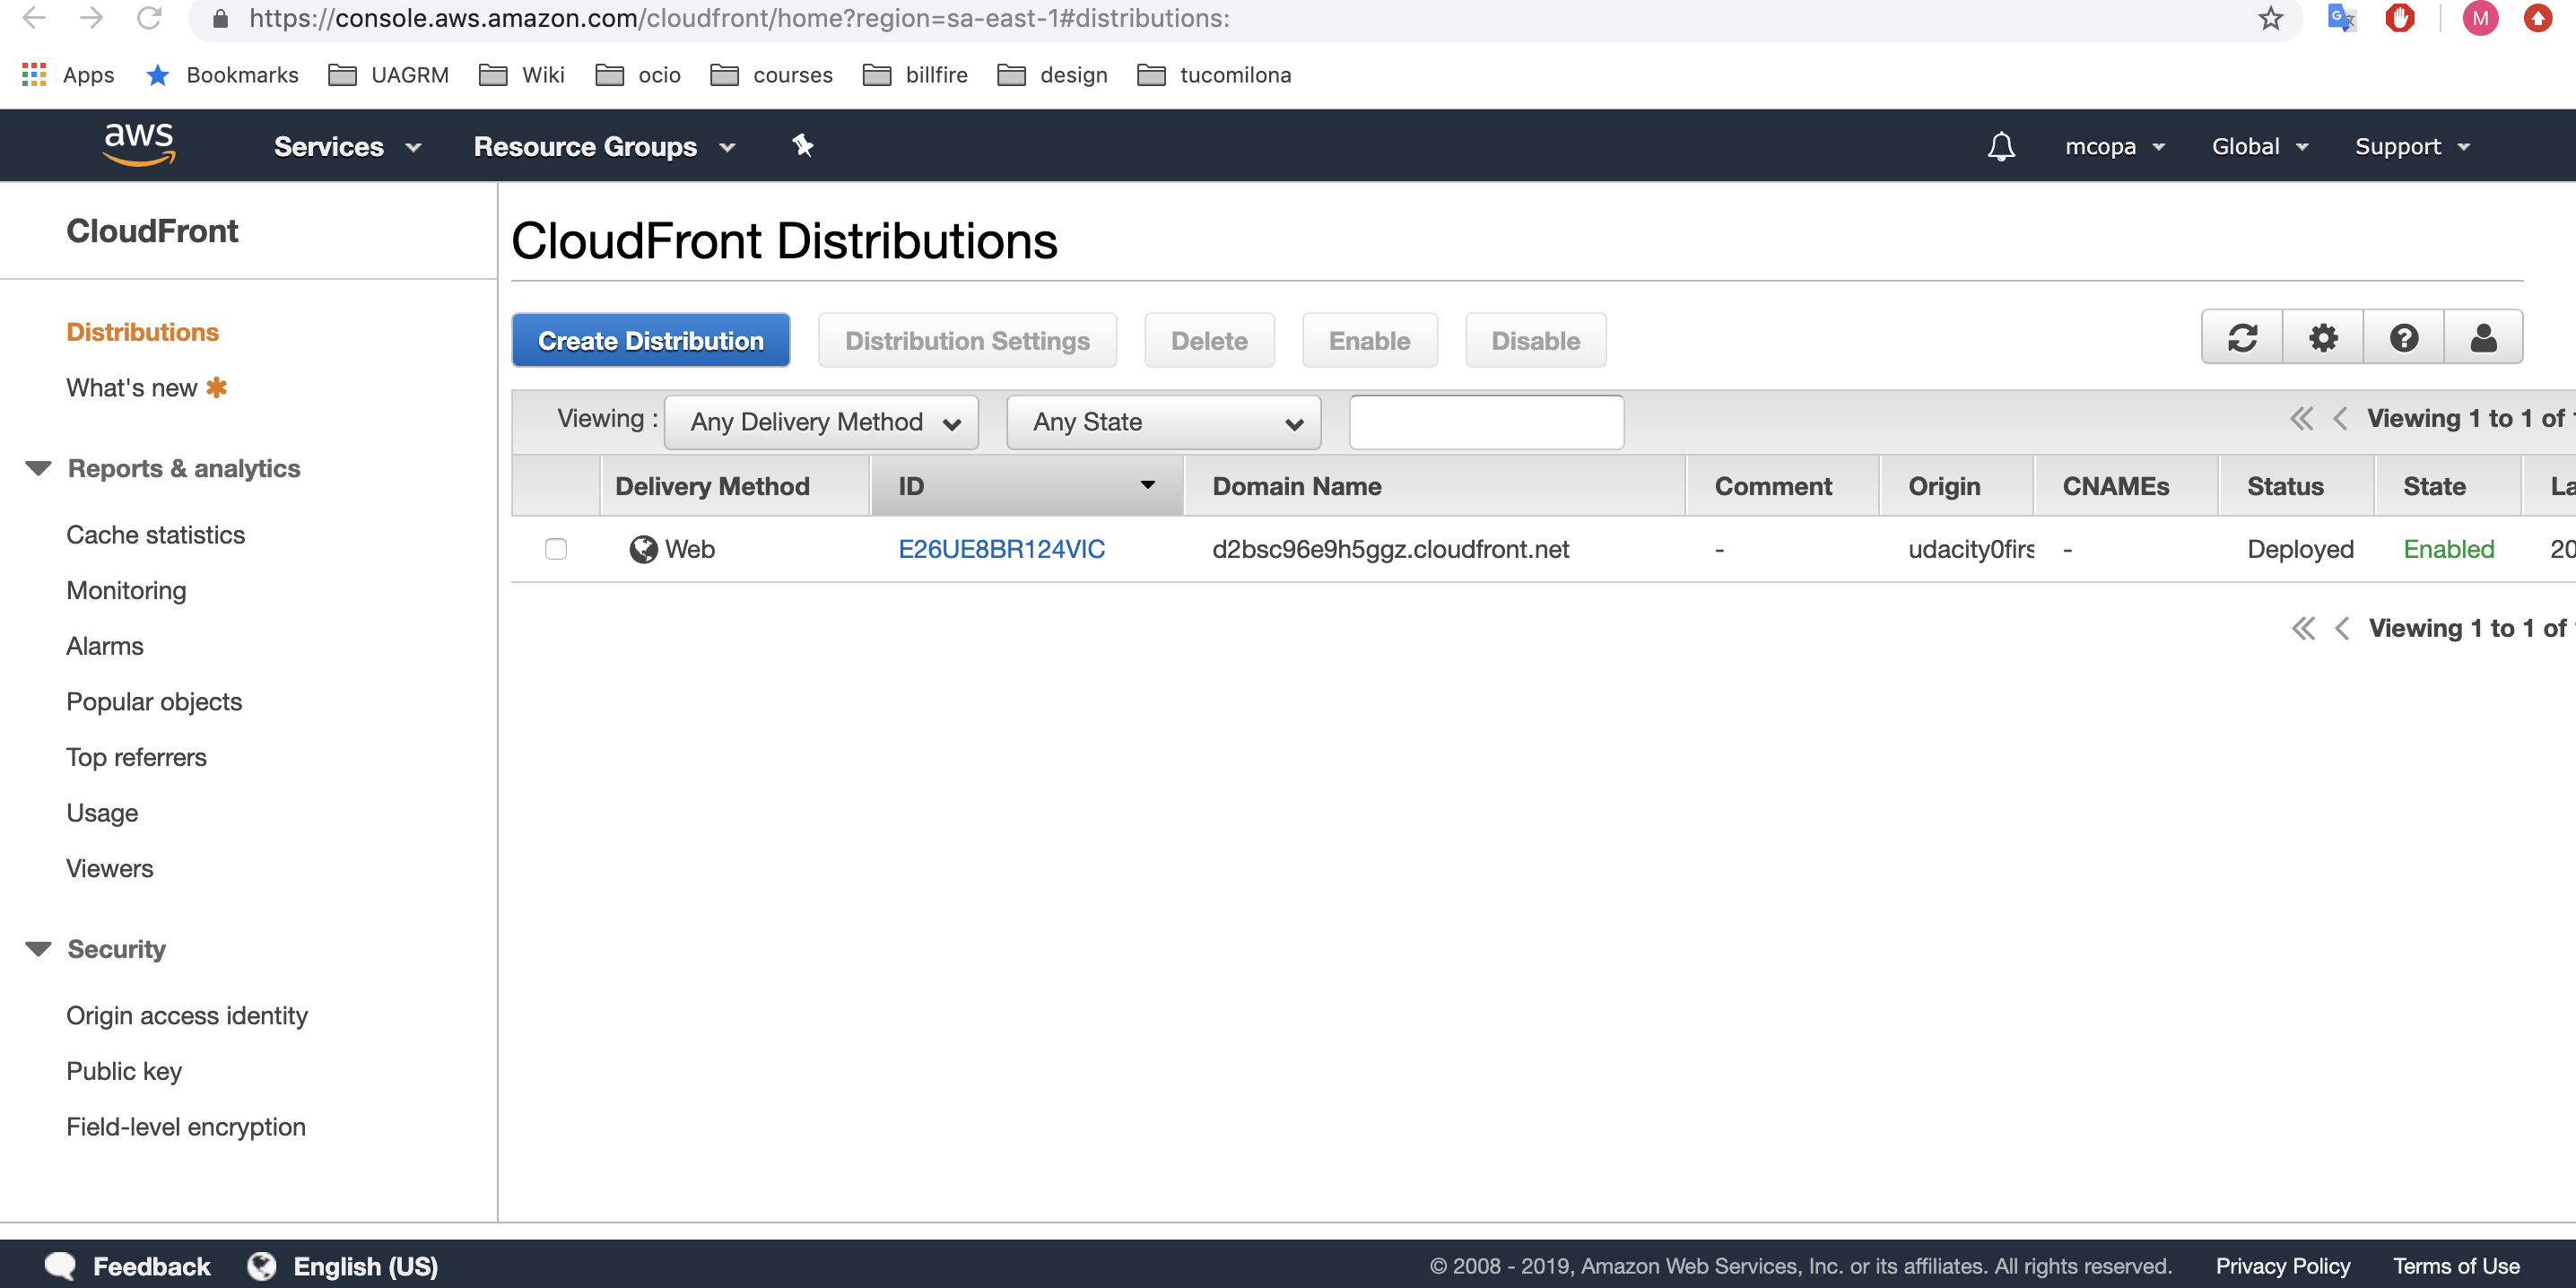 https://console.aws.amazon.com/cloudfront/home?region=sa-east-1#distributions:
M
Apps Bookmarks UAGRM Wiki ocio courses billfire design tucomilona
aws Services Resource Groups mcopa Global Support
CloudFront
Distributions
What's new
Reports & analytics
Cache statistics
Monitoring
Alarms
Popular objects
Top referrers
Usage
Viewers
Security
Origin access identity
Public key
Field-level encryption
CloudFront Distributions
Create Distribution Distribution Settings Delete Enable Disable
Viewing : Any Delivery Method Any State Viewing 1 to 1 of
Delivery Method ID Domain Name Comment Origin CNAMEs Status State
Web E26UE8BR124VIC d2bsc96e9h5ggz.cloudfront.net - udacity0firs - Deployed Enabled 20
Viewing 1 to 1 of
Feedback English (US) © 2008 - 2019, Amazon Web Services, Inc. or its affiliates. All rights reserved. Privacy Policy Terms of Use